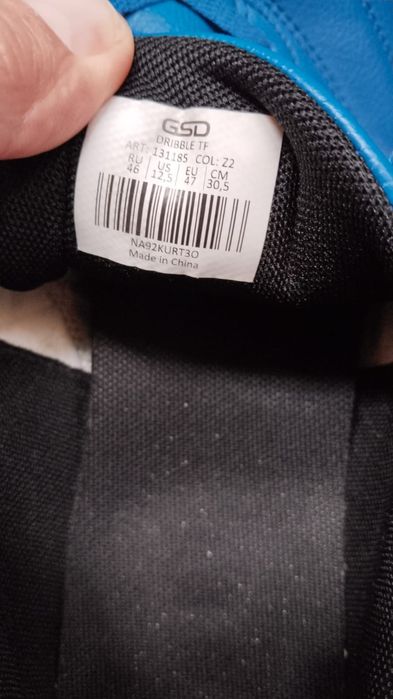 GSD
DRIBBLE TF
ART: 131185 COL: Z2
RU US EU CM
46 12,5 47 30,5
NA92KURT3O
Made in China